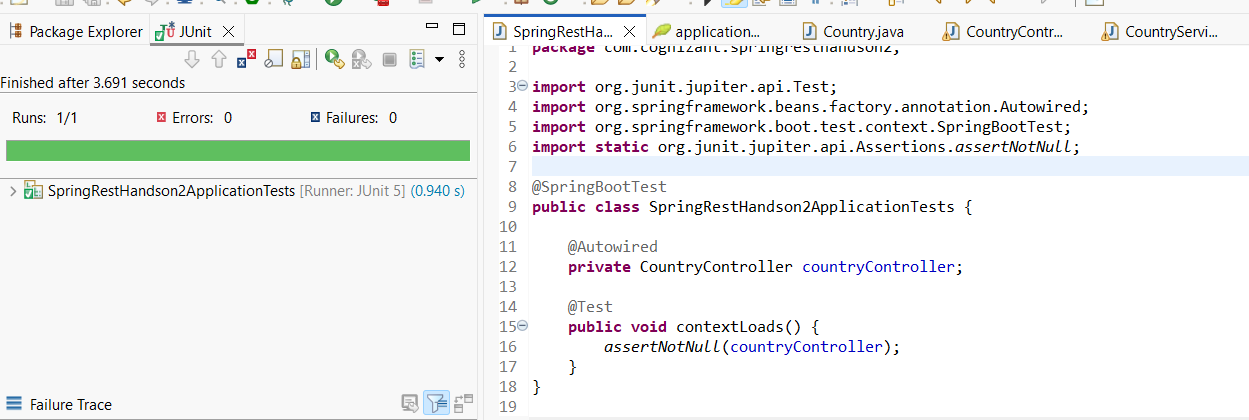 Package Explorer
JUnit
Finished after 3.691 seconds
Runs: 1/1
Errors: 0
Failures: 0
SpringRestHandson2ApplicationTests [Runner: JUnit 5] (0.940 s)
Failure Trace
SpringRestHa...
application...
Country.java
CountryContr...
CountryServi...
1 package com.cognizant.springresthandson2;
2
3 import org.junit.jupiter.api.Test;
4 import org.springframework.beans.factory.annotation.Autowired;
5 import org.springframework.boot.test.context.SpringBootTest;
6 import static org.junit.jupiter.api.Assertions.assertNotNull;
7
8 @SpringBootTest
9 public class SpringRestHandson2ApplicationTests {
10
11 @Autowired
12 private CountryController countryController;
13
14 @Test
15 public void contextLoads() {
16 assertNotNull(countryController);
17 }
18 }
19